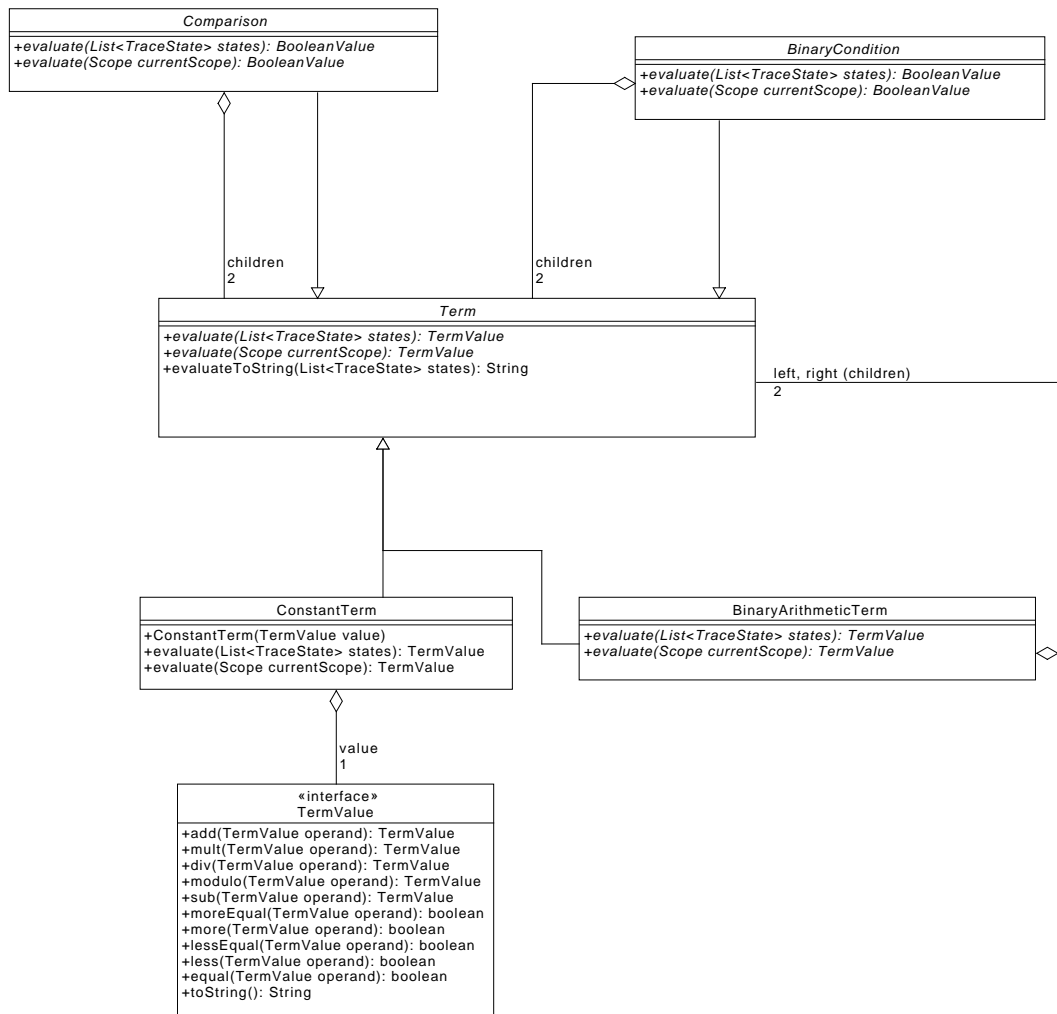 Comparison
+evaluate(List<TraceState> states): BooleanValue
+evaluate(Scope currentScope): BooleanValue
BinaryCondition
+evaluate(List<TraceState> states): BooleanValue
+evaluate(Scope currentScope): BooleanValue
children
2
children
2
Term
+evaluate(List<TraceState> states): TermValue
+evaluate(Scope currentScope): TermValue
+evaluateToString(List<TraceState> states): String
left, right (children)
2
ConstantTerm
+ConstantTerm(TermValue value)
+evaluate(List<TraceState> states): TermValue
+evaluate(Scope currentScope): TermValue
BinaryArithmeticTerm
+evaluate(List<TraceState> states): TermValue
+evaluate(Scope currentScope): TermValue
value
1
«interface»
TermValue
+add(TermValue operand): TermValue
+mult(TermValue operand): TermValue
+div(TermValue operand): TermValue
+modulo(TermValue operand): TermValue
+sub(TermValue operand): TermValue
+moreEqual(TermValue operand): boolean
+more(TermValue operand): boolean
+lessEqual(TermValue operand): boolean
+less(TermValue operand): boolean
+equal(TermValue operand): boolean
+toString(): String